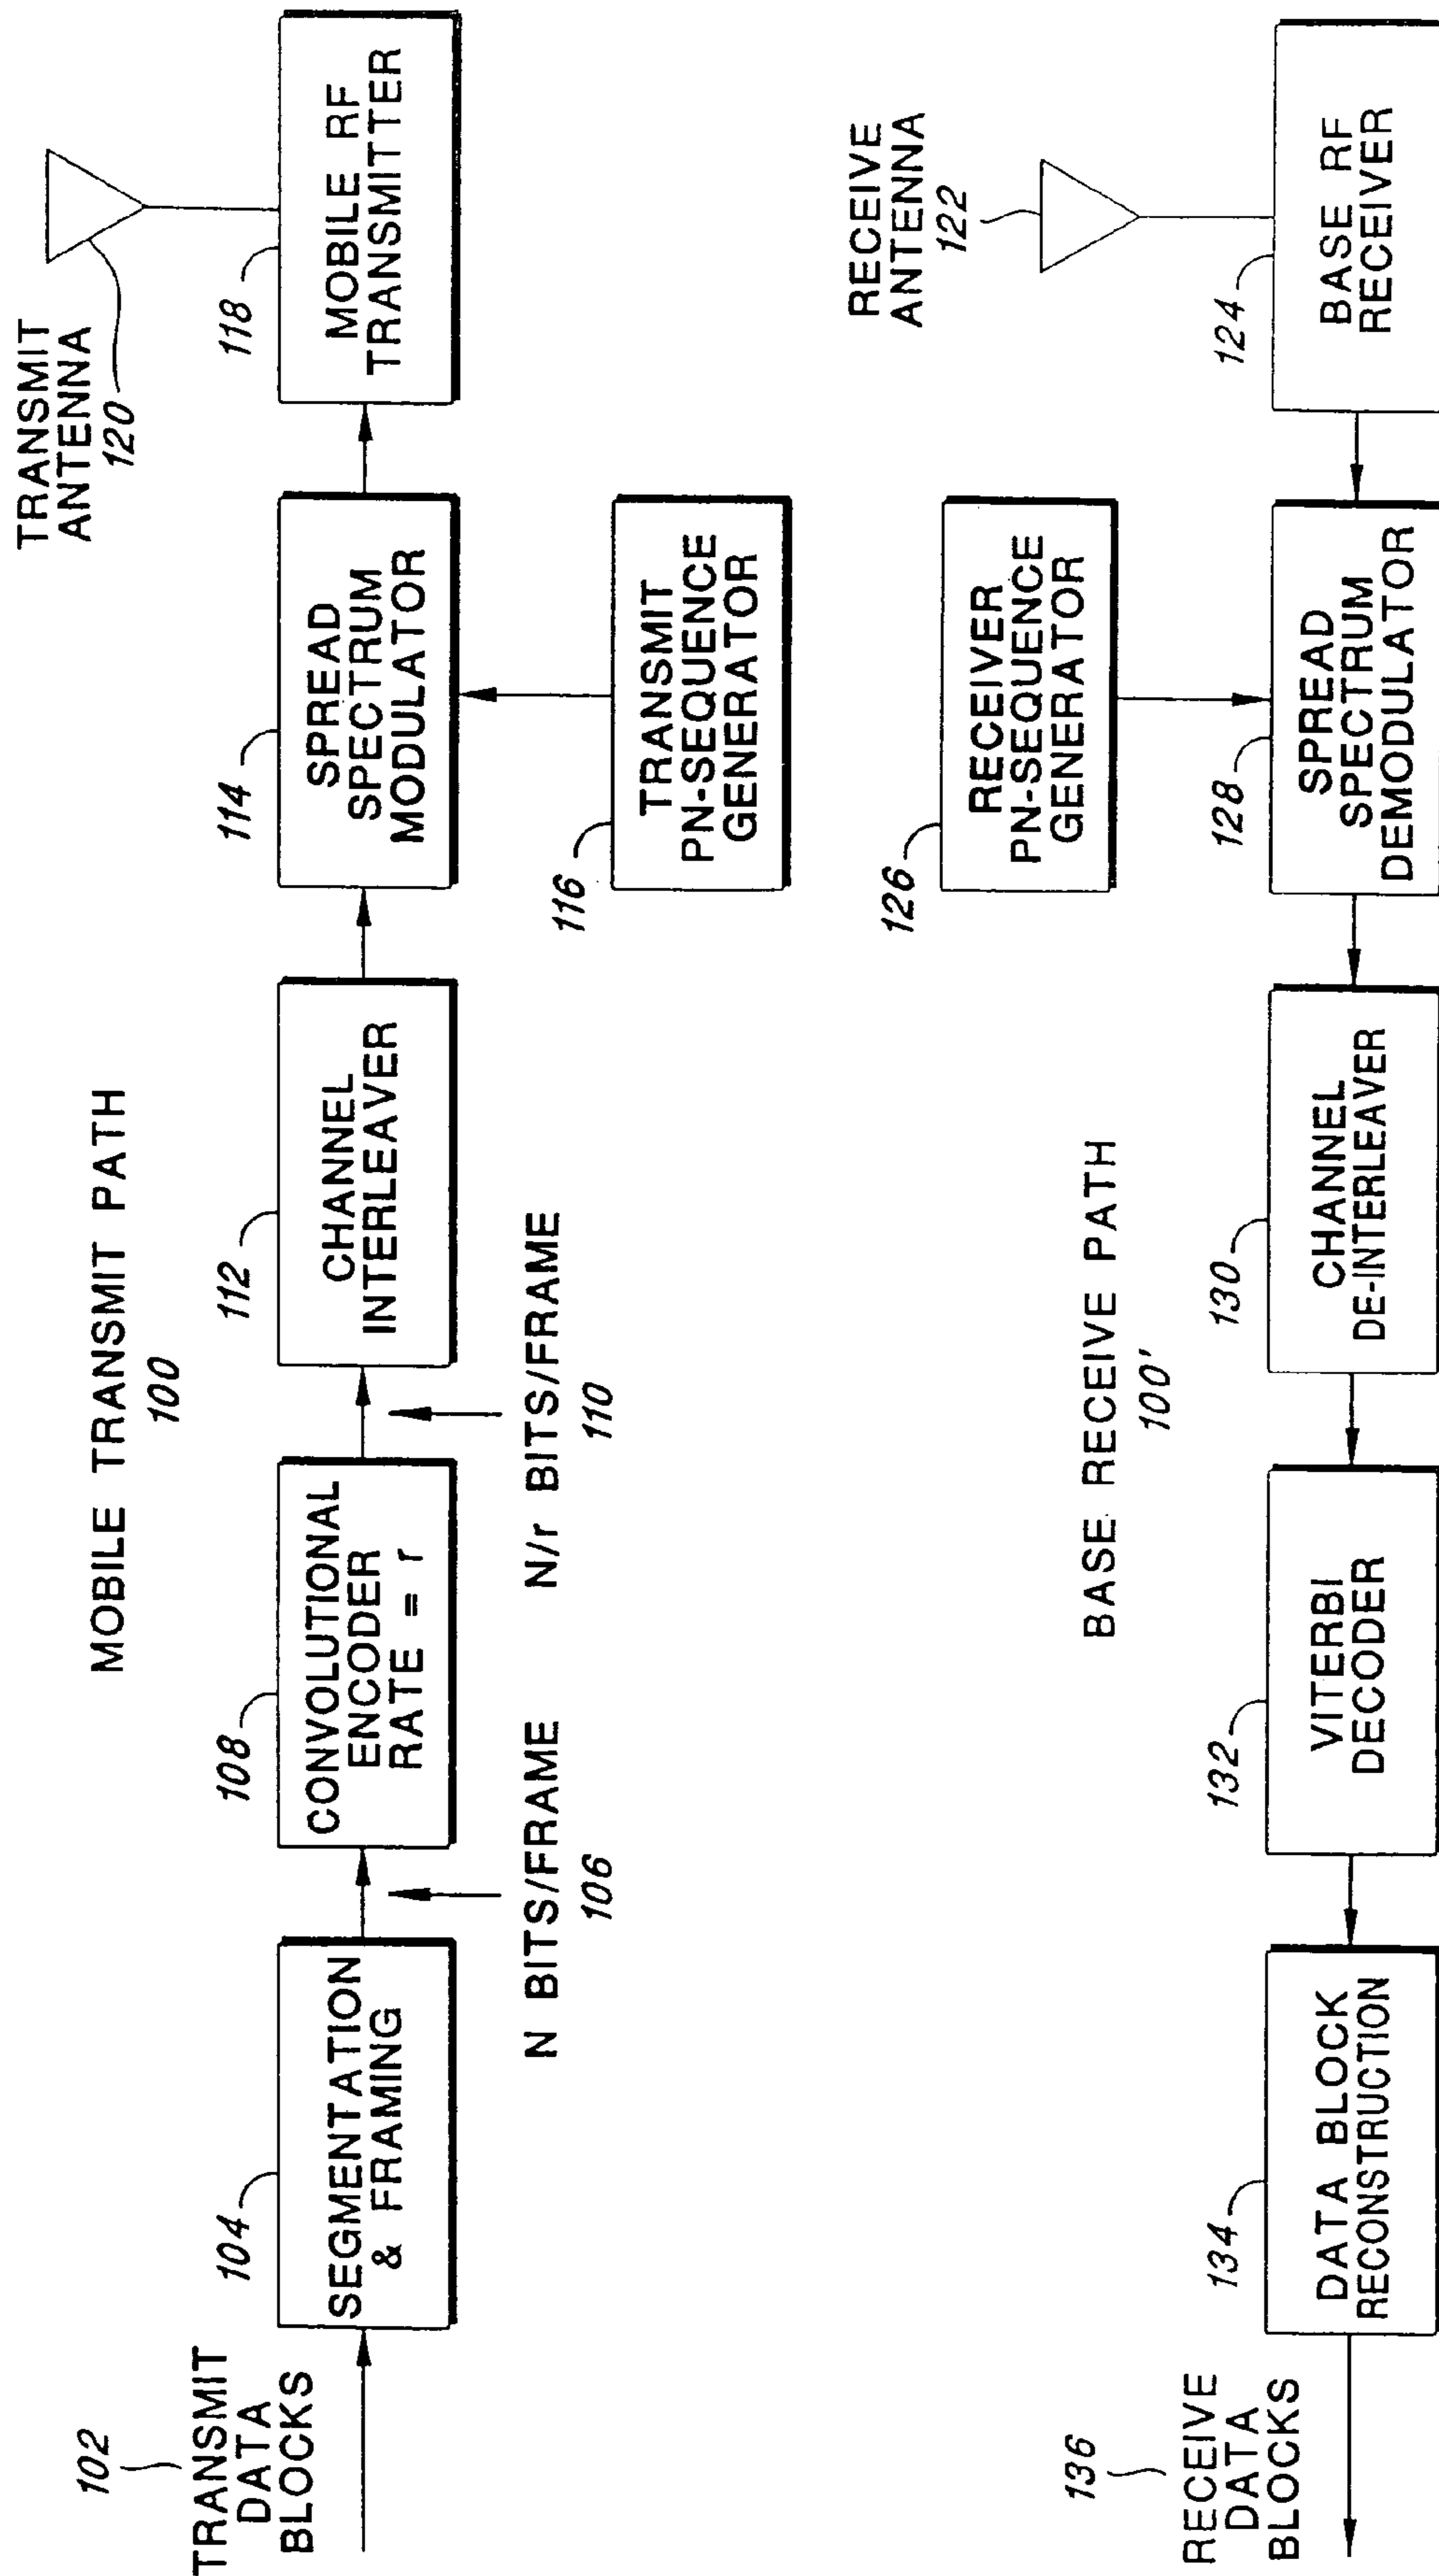 MOBILE TRANSMIT PATH
100
TRANSMIT
ANTENNA
120
102
TRANSMIT
DATA
BLOCKS
104
SEGMENTATION
& FRAMING
N BITS/FRAME
106
108
CONVOLUTIONAL
ENCODER
RATE = r
N/r BITS/FRAME
110
112
CHANNEL
INTERLEAVER
114
SPREAD
SPECTRUM
MODULATOR
116
TRANSMIT
PN-SEQUENCE
GENERATOR
118
MOBILE RF
TRANSMITTER
BASE RECEIVE PATH
100'
RECEIVE
ANTENNA
122
136
RECEIVE
DATA
BLOCKS
134
DATA BLOCK
RECONSTRUCTION
132
VITERBI
DECODER
130
CHANNEL
DE-INTERLEAVER
126
RECEIVER
PN-SEQUENCE
GENERATOR
128
SPREAD
SPECTRUM
DEMODULATOR
124
BASE RF
RECEIVER